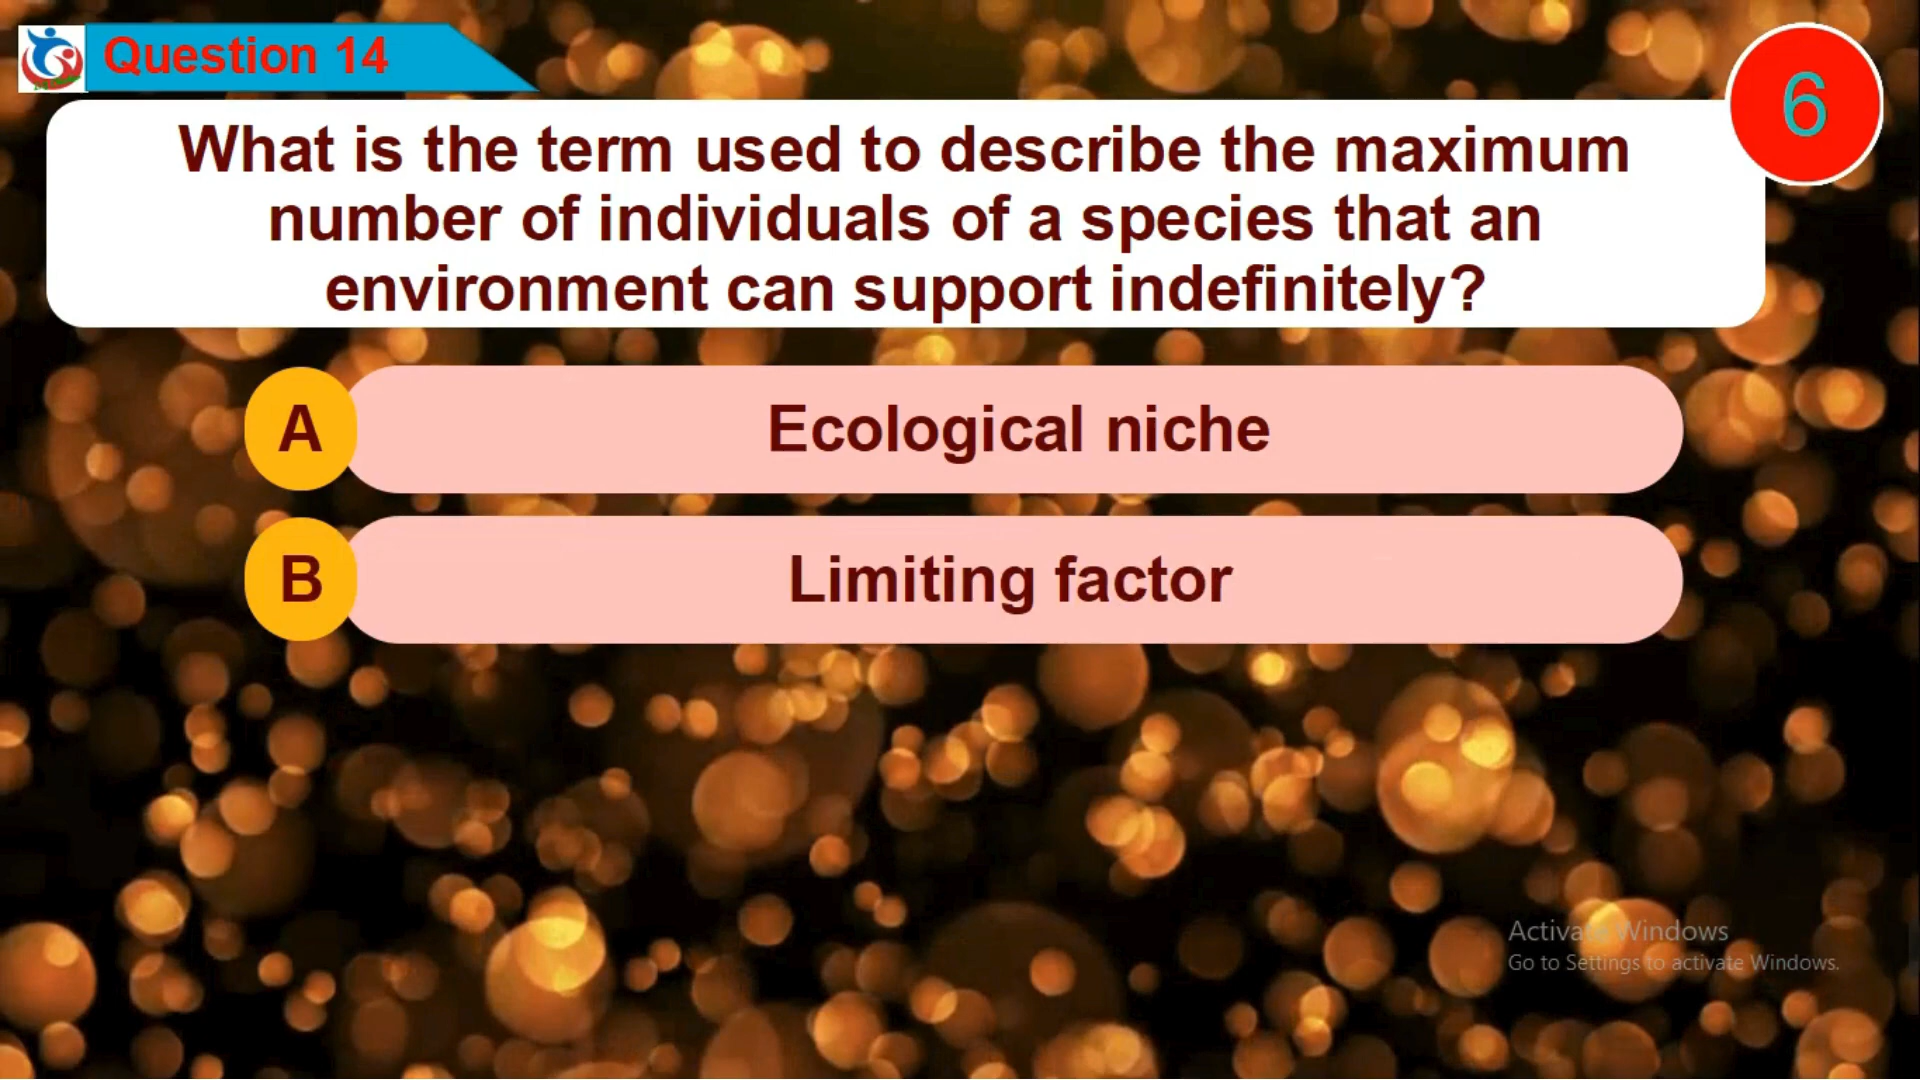 Question 14
6
What is the term used to describe the maximum
number of individuals of a species that an
environment can support indefinitely?
A
Ecological niche
B
Limiting factor
Activate Windows
Go to Settings to activate Windows.